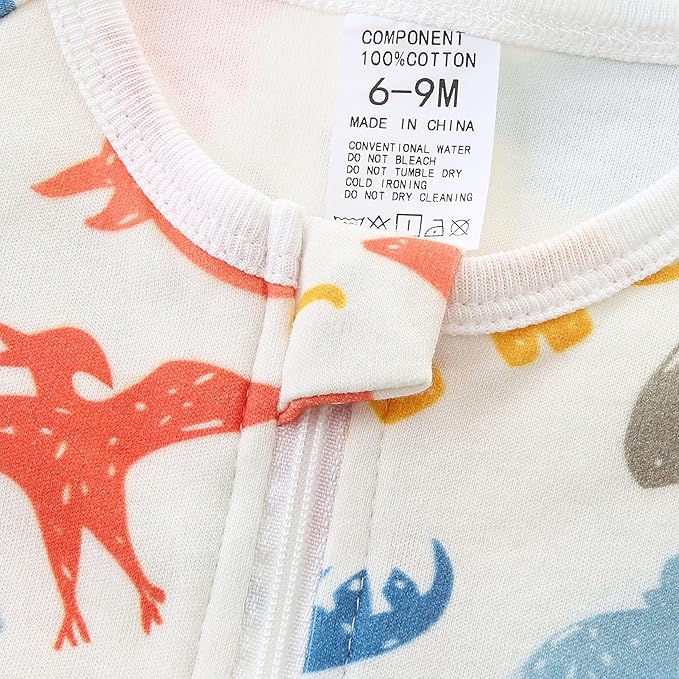 COMPONENT
100%COTTON
6-9M
MADE IN CHINA
CONVENTIONAL WATER
DO NOT BLEACH
DO NOT TUMBLE DRY
COLD IRONING
DO NOT DRY CLEANING